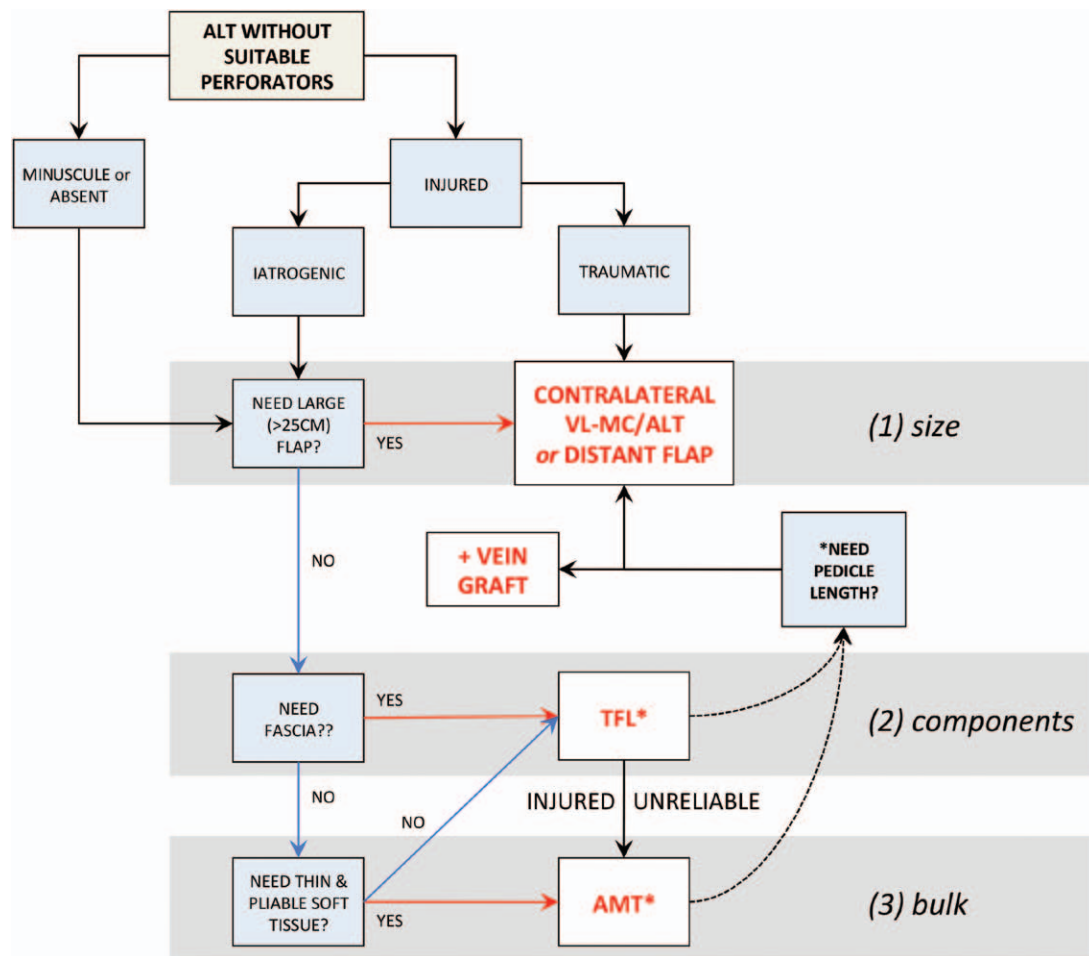 ALT WITHOUT
SUITABLE
PERFORATORS
MINUSCULE or
ABSENT
INJURED
IATROGENIC
TRAUMATIC
NEED LARGE
(>25CM)
FLAP?
YES
CONTRALATERAL
VL-MC/ALT
or DISTANT FLAP
(1) size
NO
+ VEIN
GRAFT
*NEED
PEDICLE
LENGTH?
NEED
FASCIA??
YES
TFL*
(2) components
NO
NO
INJURED
UNRELIABLE
NEED THIN &
PLIABLE SOFT
TISSUE?
YES
AMT*
(3) bulk